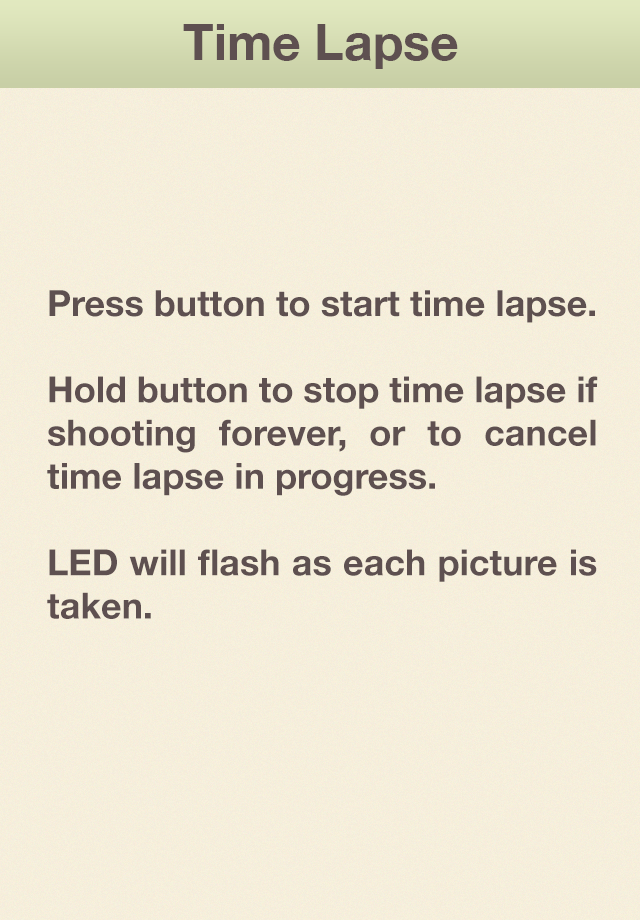 Time Lapse
Press button to start time lapse.
Hold button to stop time lapse if
shooting forever, or to cancel
time lapse in progress.
LED will flash as each picture is
taken.